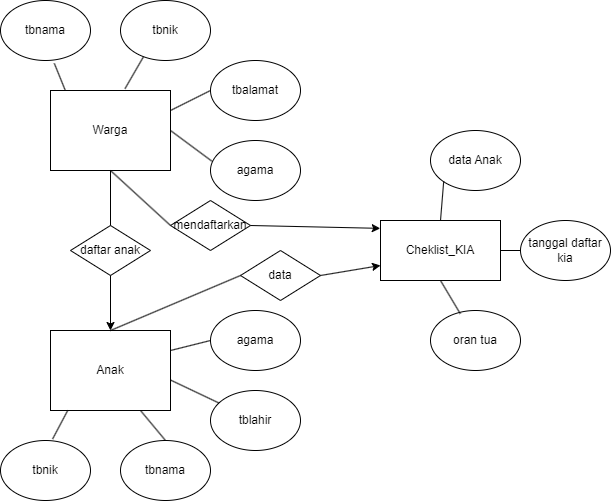 tbnama
tbnik
tbalamat
Warga
agama
data Anak
mendaftarkan
daftar anak
Cheklist_KIA
tanggal daftar
kia
data
agama
oran tua
Anak
tblahir
tbnik
tbnama